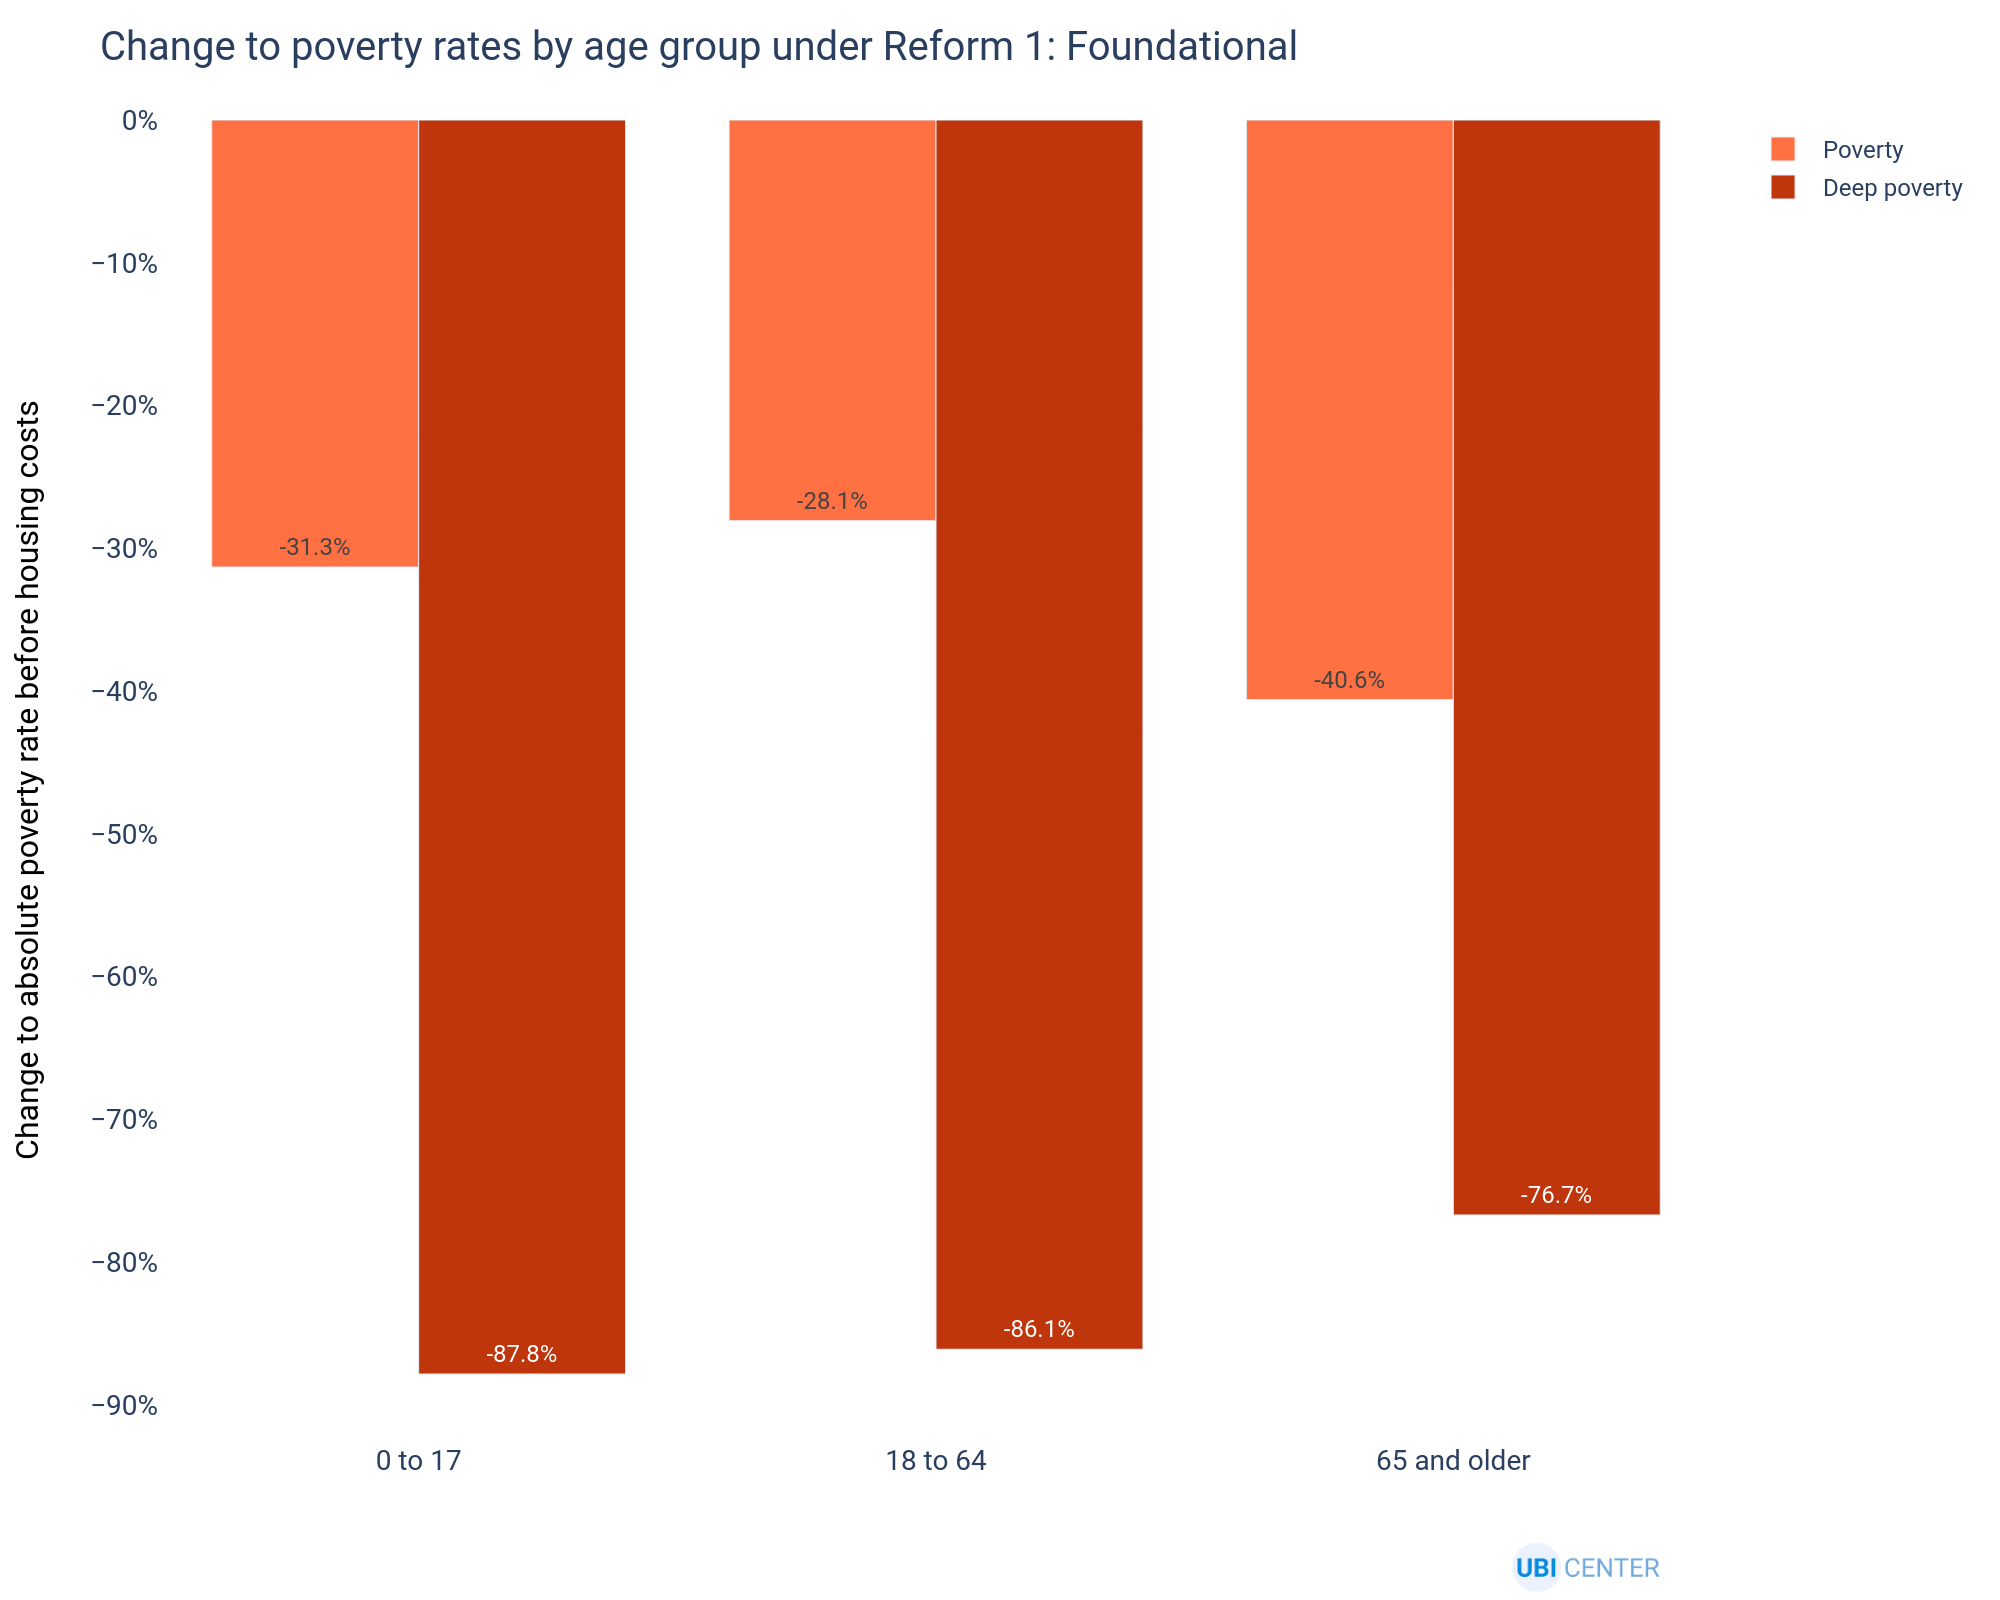 Change to poverty rates by age group under Reform 1: Foundational
Poverty
Deep poverty
Change to absolute poverty rate before housing costs
0%
−10%
−20%
−30%
−40%
−50%
−60%
−70%
−80%
−90%
-31.3%
-87.8%
-28.1%
-86.1%
-40.6%
-76.7%
0 to 17
18 to 64
65 and older
UBI CENTER